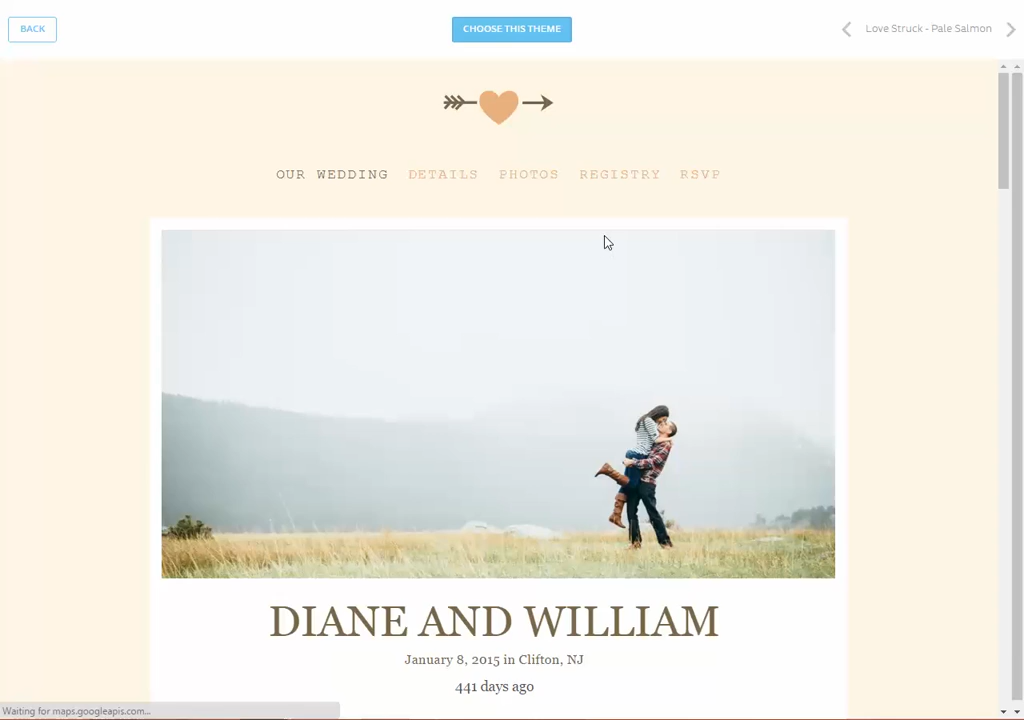 BACK
CHOOSE THIS THEME
Love Struck - Pale Salmon
OUR WEDDING DETAILS PHOTOS REGISTRY RSVP
DIANE AND WILLIAM
January 8, 2015 in Clifton, NJ
441 days ago
Waiting for maps.googleapis.com...